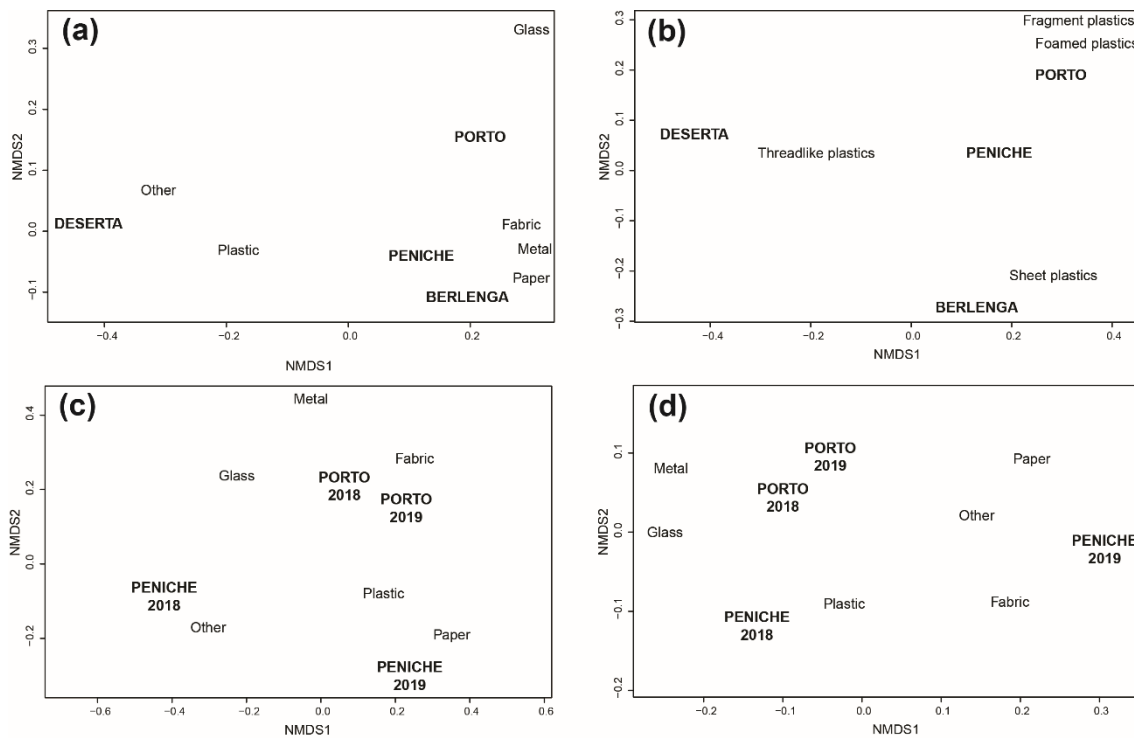 (a)
Glass
PORTO
Other
DESERTA
Plastic
Fabric
PENICHE
Metal
Paper
BERLENGA
0.3
0.2
0.1
0.0
−0.1
NMDS2
−0.4
−0.2
0.0
0.2
NMDS1
(b)
Fragment plastics
Foamed plastics
PORTO
DESERTA
Threadlike plastics
PENICHE
Sheet plastics
BERLENGA
0.3
0.2
0.1
0.0
−0.1
−0.2
−0.3
NMDS2
−0.4
−0.2
0.0
0.2
0.4
NMDS1
(c)
Metal
Fabric
Glass
PORTO
2018
PORTO
2019
PENICHE
2018
Plastic
Other
Paper
PENICHE
2019
0.4
0.2
0.0
−0.2
NMDS2
−0.6
−0.4
−0.2
0.0
0.2
0.4
0.6
NMDS1
(d)
PORTO
2019
Metal
Paper
PORTO
2018
Other
Glass
PENICHE
2019
Plastic
Fabric
PENICHE
2018
0.1
0.0
−0.1
−0.2
NMDS2
−0.2
−0.1
0.0
0.1
0.2
0.3
NMDS1